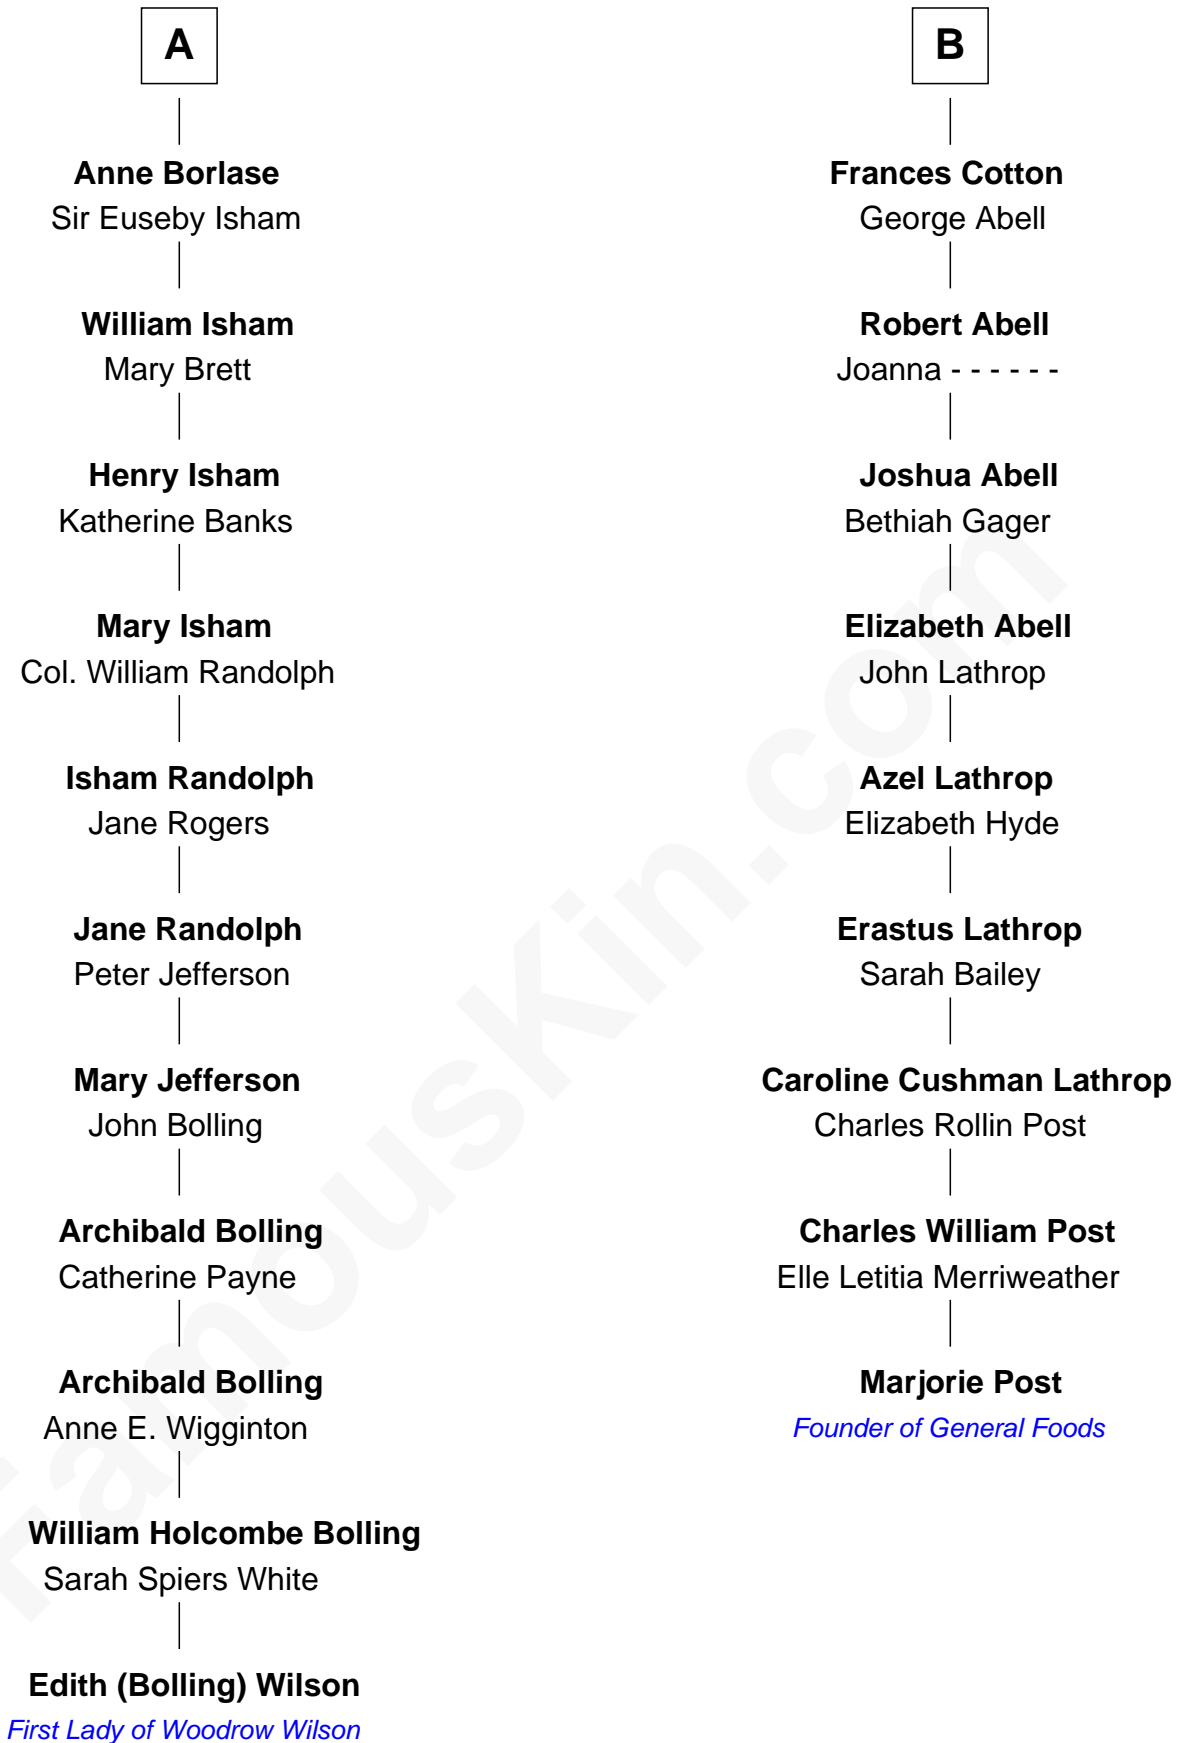 A
Anne Borlase
Sir Euseby Isham
William Isham
Mary Brett
Henry Isham
Katherine Banks
Mary Isham
Col. William Randolph
Isham Randolph
Jane Rogers
Jane Randolph
Peter Jefferson
Mary Jefferson
John Bolling
Archibald Bolling
Catherine Payne
Archibald Bolling
Anne E. Wigginton
William Holcombe Bolling
Sarah Spiers White
Edith (Bolling) Wilson
First Lady of Woodrow Wilson
B
Frances Cotton
George Abell
Robert Abell
Joanna - - - - - -
Joshua Abell
Bethiah Gager
Elizabeth Abell
John Lathrop
Azel Lathrop
Elizabeth Hyde
Erastus Lathrop
Sarah Bailey
Caroline Cushman Lathrop
Charles Rollin Post
Charles William Post
Elle Letitia Merriweather
Marjorie Post
Founder of General Foods
FamousKin.com